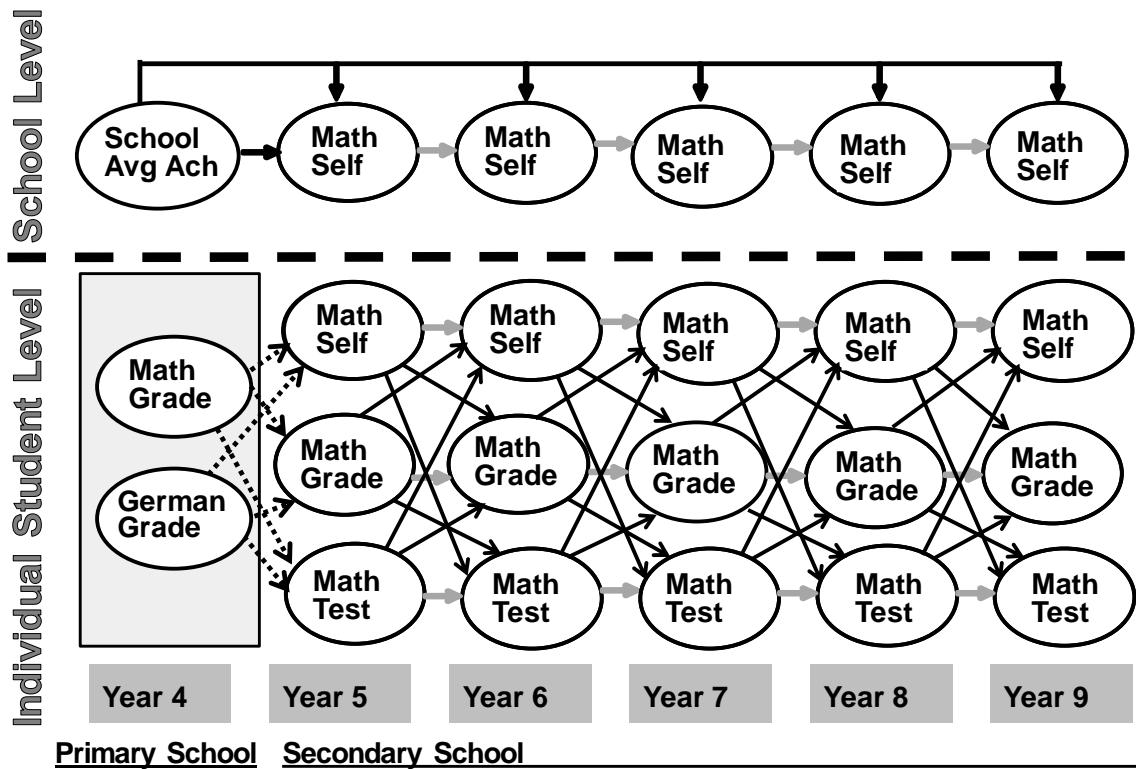 School Level
School
Avg Ach
Math
Self
Math
Self
Math
Self
Math
Self
Math
Self
Individual Student Level
Math
Grade
German
Grade
Math
Self
Math
Grade
Math
Test
Math
Self
Math
Grade
Math
Test
Math
Self
Math
Grade
Math
Test
Math
Self
Math
Grade
Math
Test
Math
Self
Math
Grade
Math
Test
Year 4
Year 5
Year 6
Year 7
Year 8
Year 9
Primary School
Secondary School